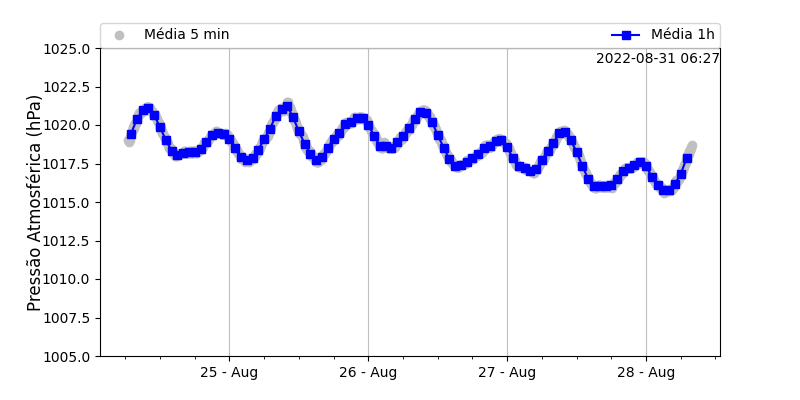 Média 5 min
Média 1h
2022-08-31 06:27
Pressão Atmosférica (hPa)
1025.0
1022.5
1020.0
1017.5
1015.0
1012.5
1010.0
1007.5
1005.0
25 - Aug
26 - Aug
27 - Aug
28 - Aug